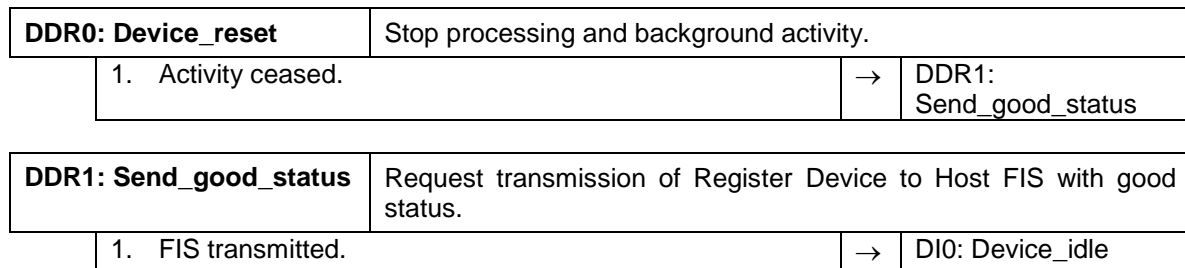 DDR0: Device_reset Stop processing and background activity.
1. Activity ceased. → DDR1:
Send_good_status
DDR1: Send_good_status Request transmission of Register Device to Host FIS with good
status.
1. FIS transmitted. → DI0: Device_idle